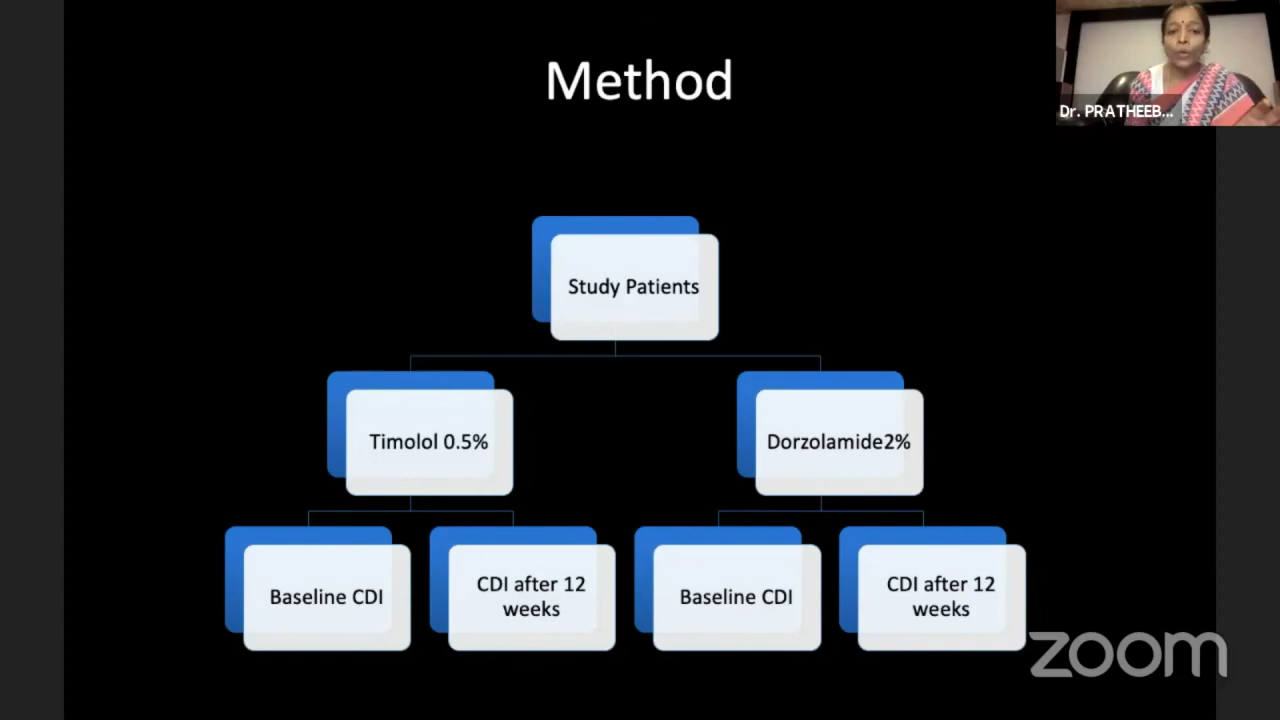 Method
Dr. PRATHEEB...
Study Patients
Timolol 0.5%
Dorzolamide2%
Baseline CDI
CDI after 12
weeks
Baseline CDI
CDI after 12
weeks
zoom